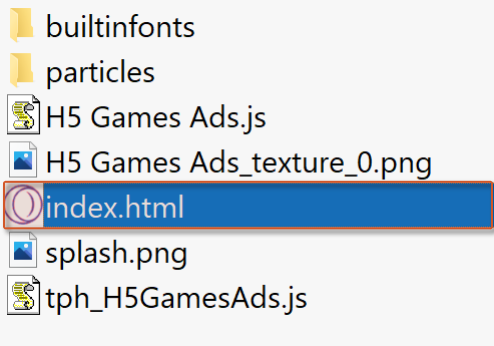 builtinfonts
particles
H5 Games Ads.js
H5 Games Ads_texture_0.png
index.html
splash.png
tph_H5GamesAds.js